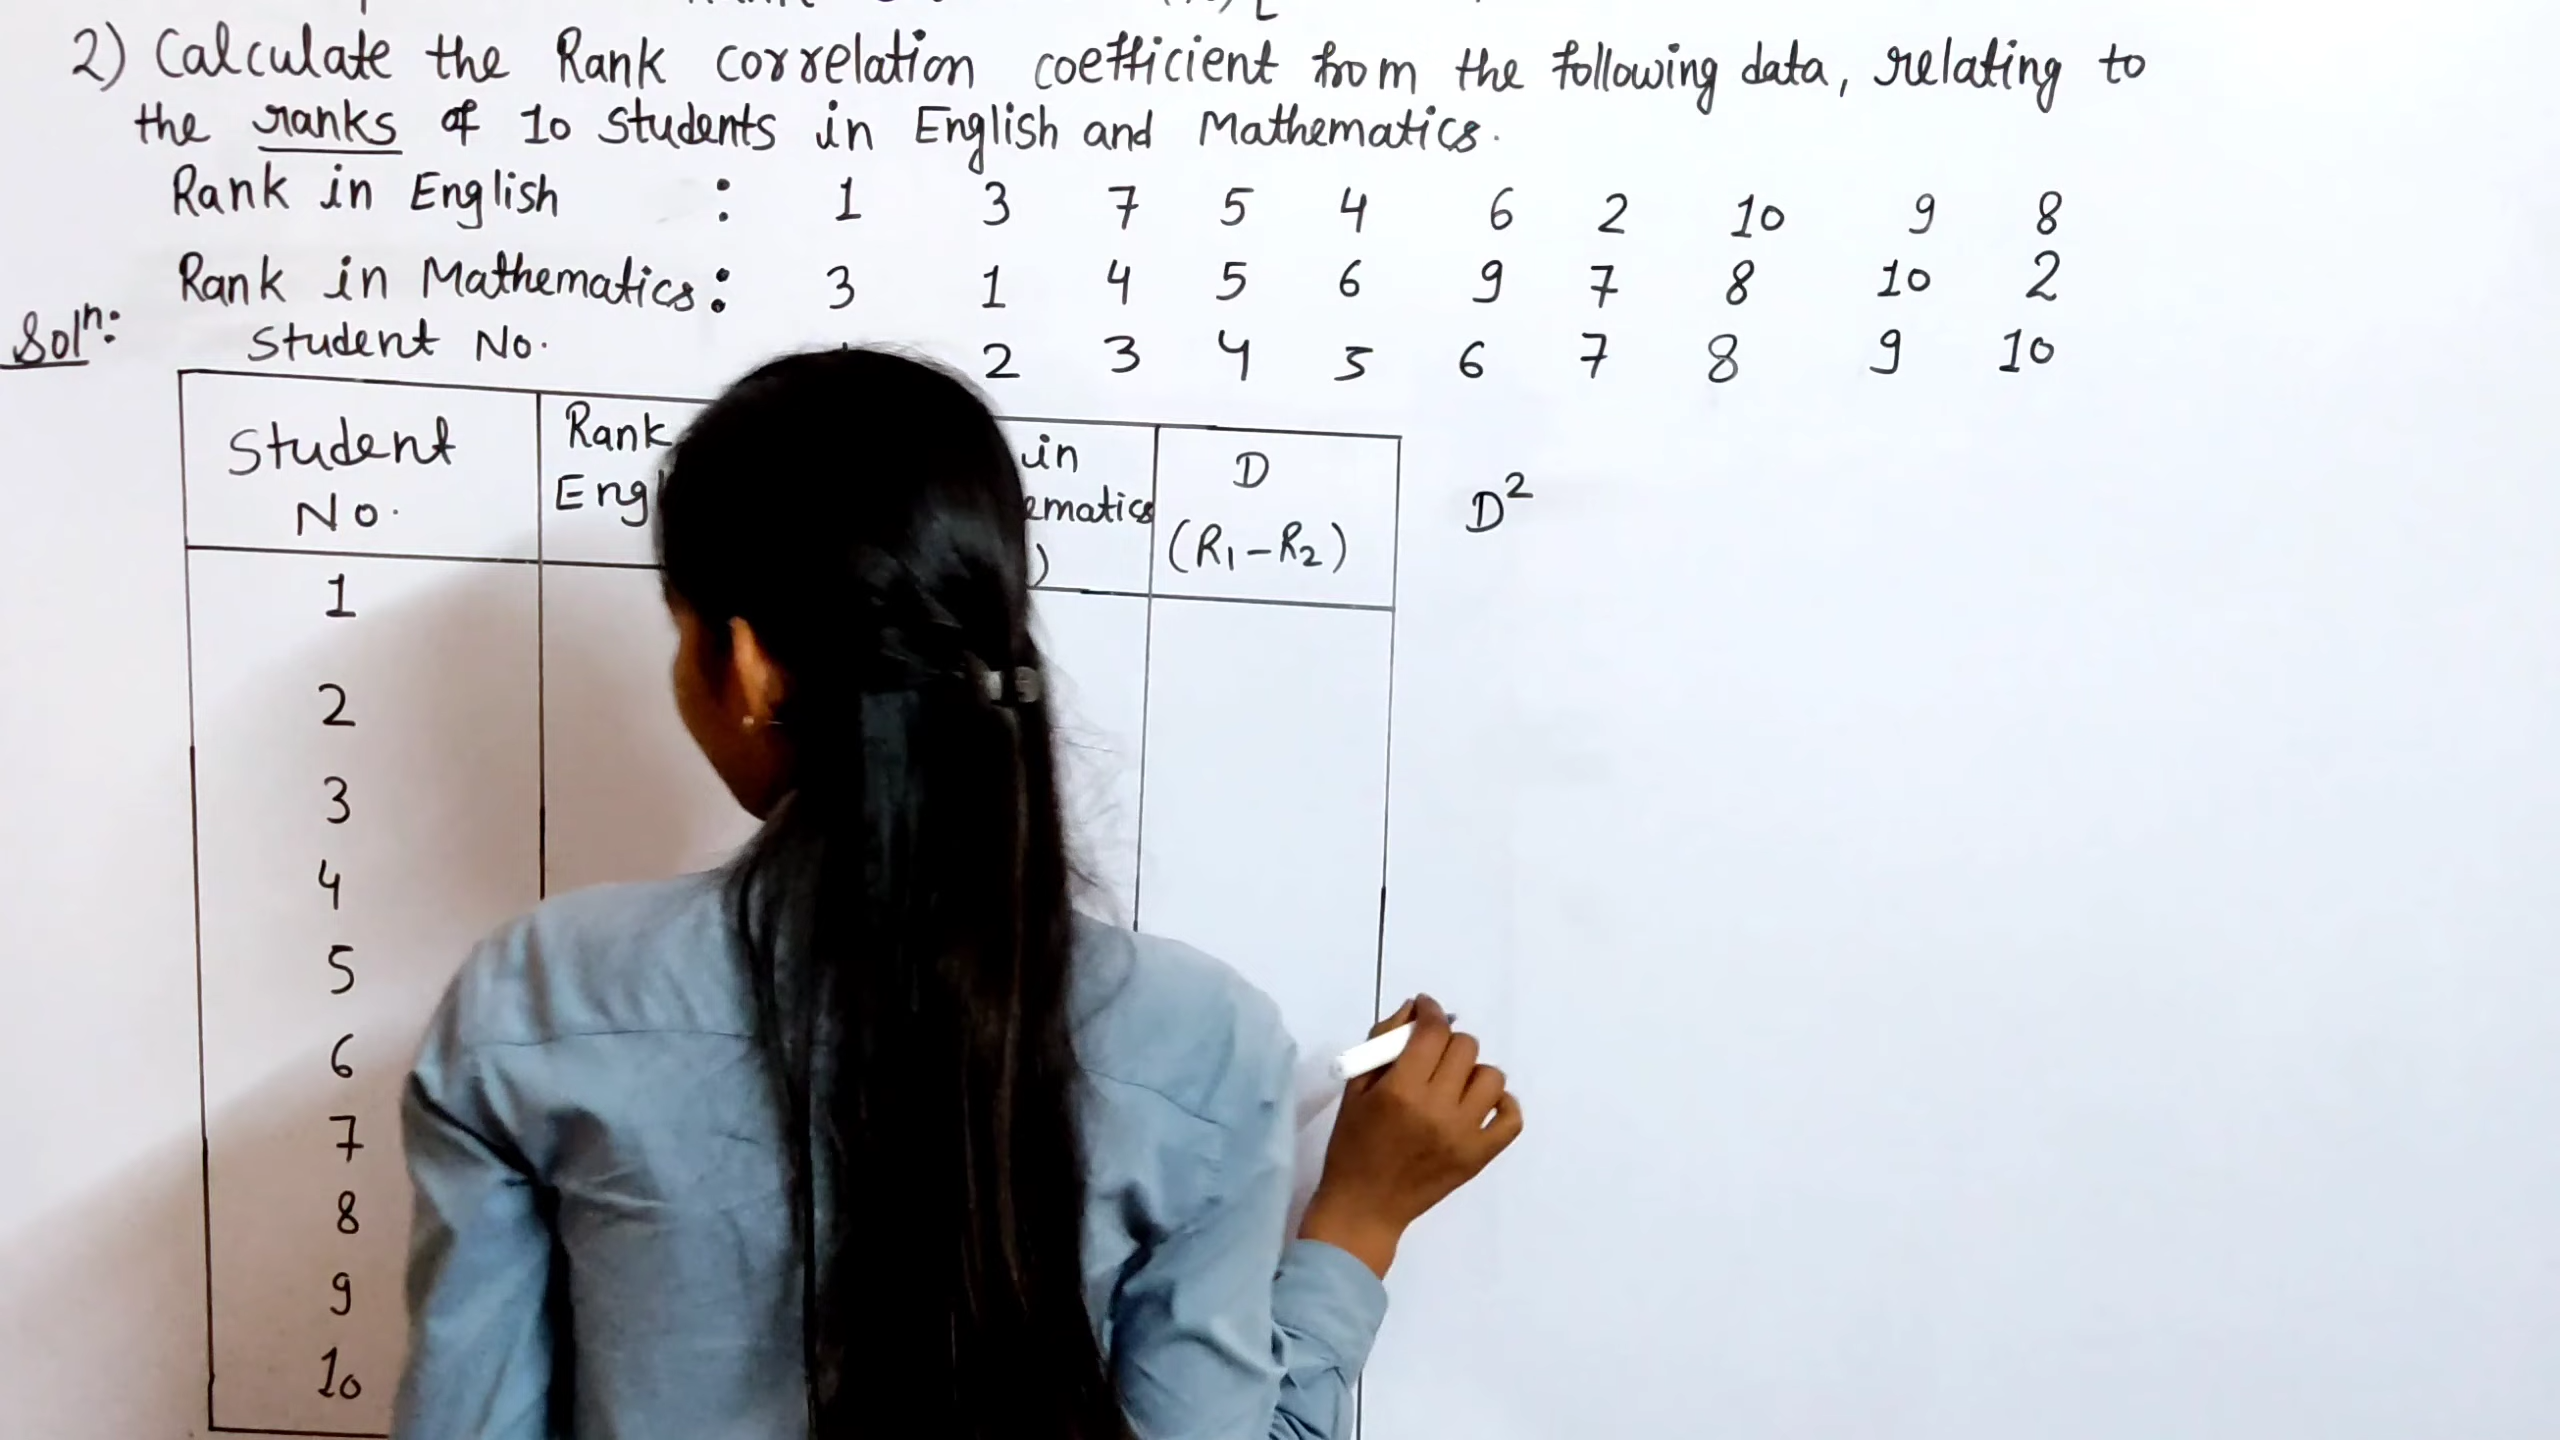 2) Calculate the Rank correlation coefficient from the following data, relating to
the ranks of 10 students in English and Mathematics.
Rank in English : 1 3 7 5 4 6 2 10 9 8
Rank in Mathematics : 3 1 4 5 6 9 7 8 10 2
Soln:
Student No. 2 3 4 5 6 7 8 9 10
Student No.
Rank
in
D (R1-R2)
D²
1
2
3
4
5
6
7
8
9
10